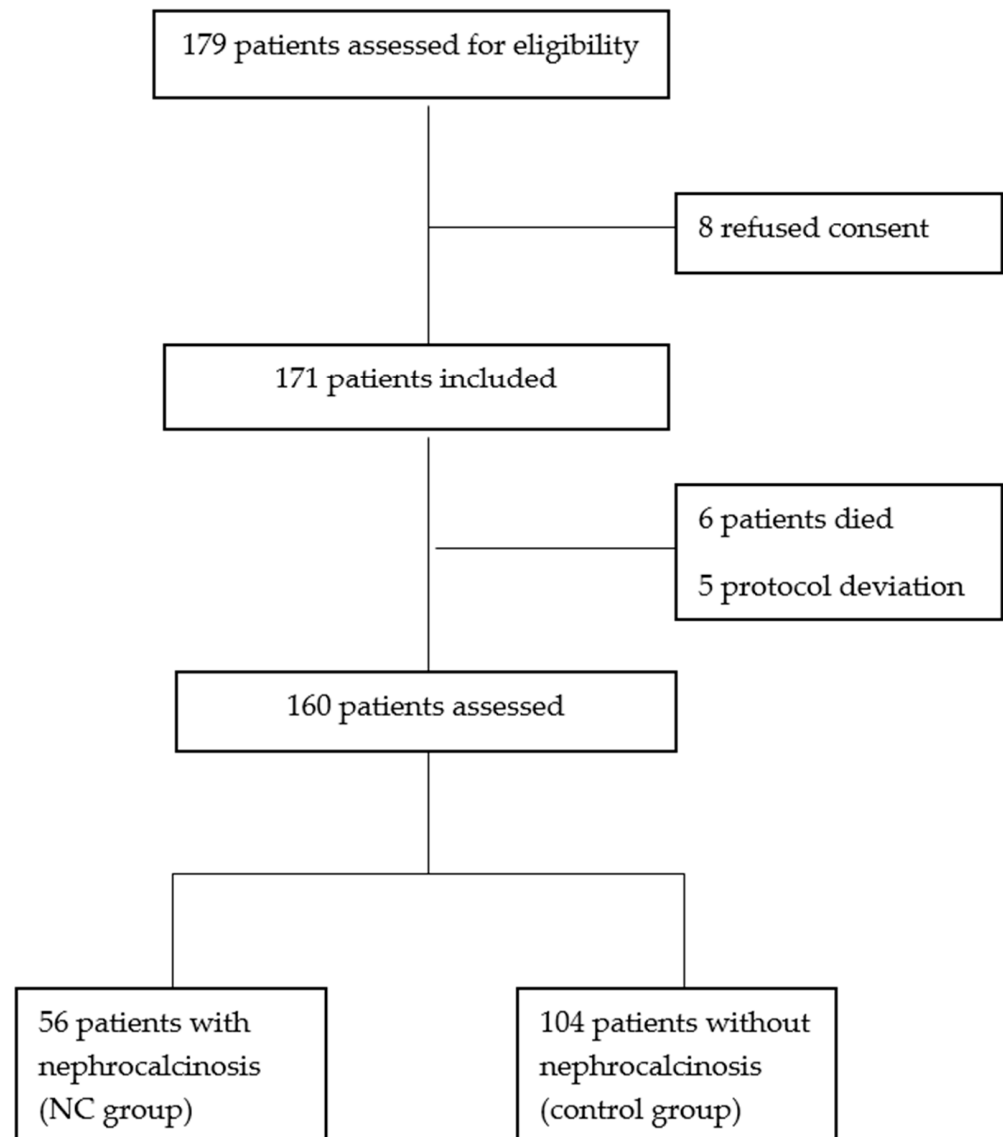 179 patients assessed for eligibility
8 refused consent
171 patients included
6 patients died
5 protocol deviation
160 patients assessed
56 patients with
nephrocalcinosis
(NC group)
104 patients without
nephrocalcinosis
(control group)